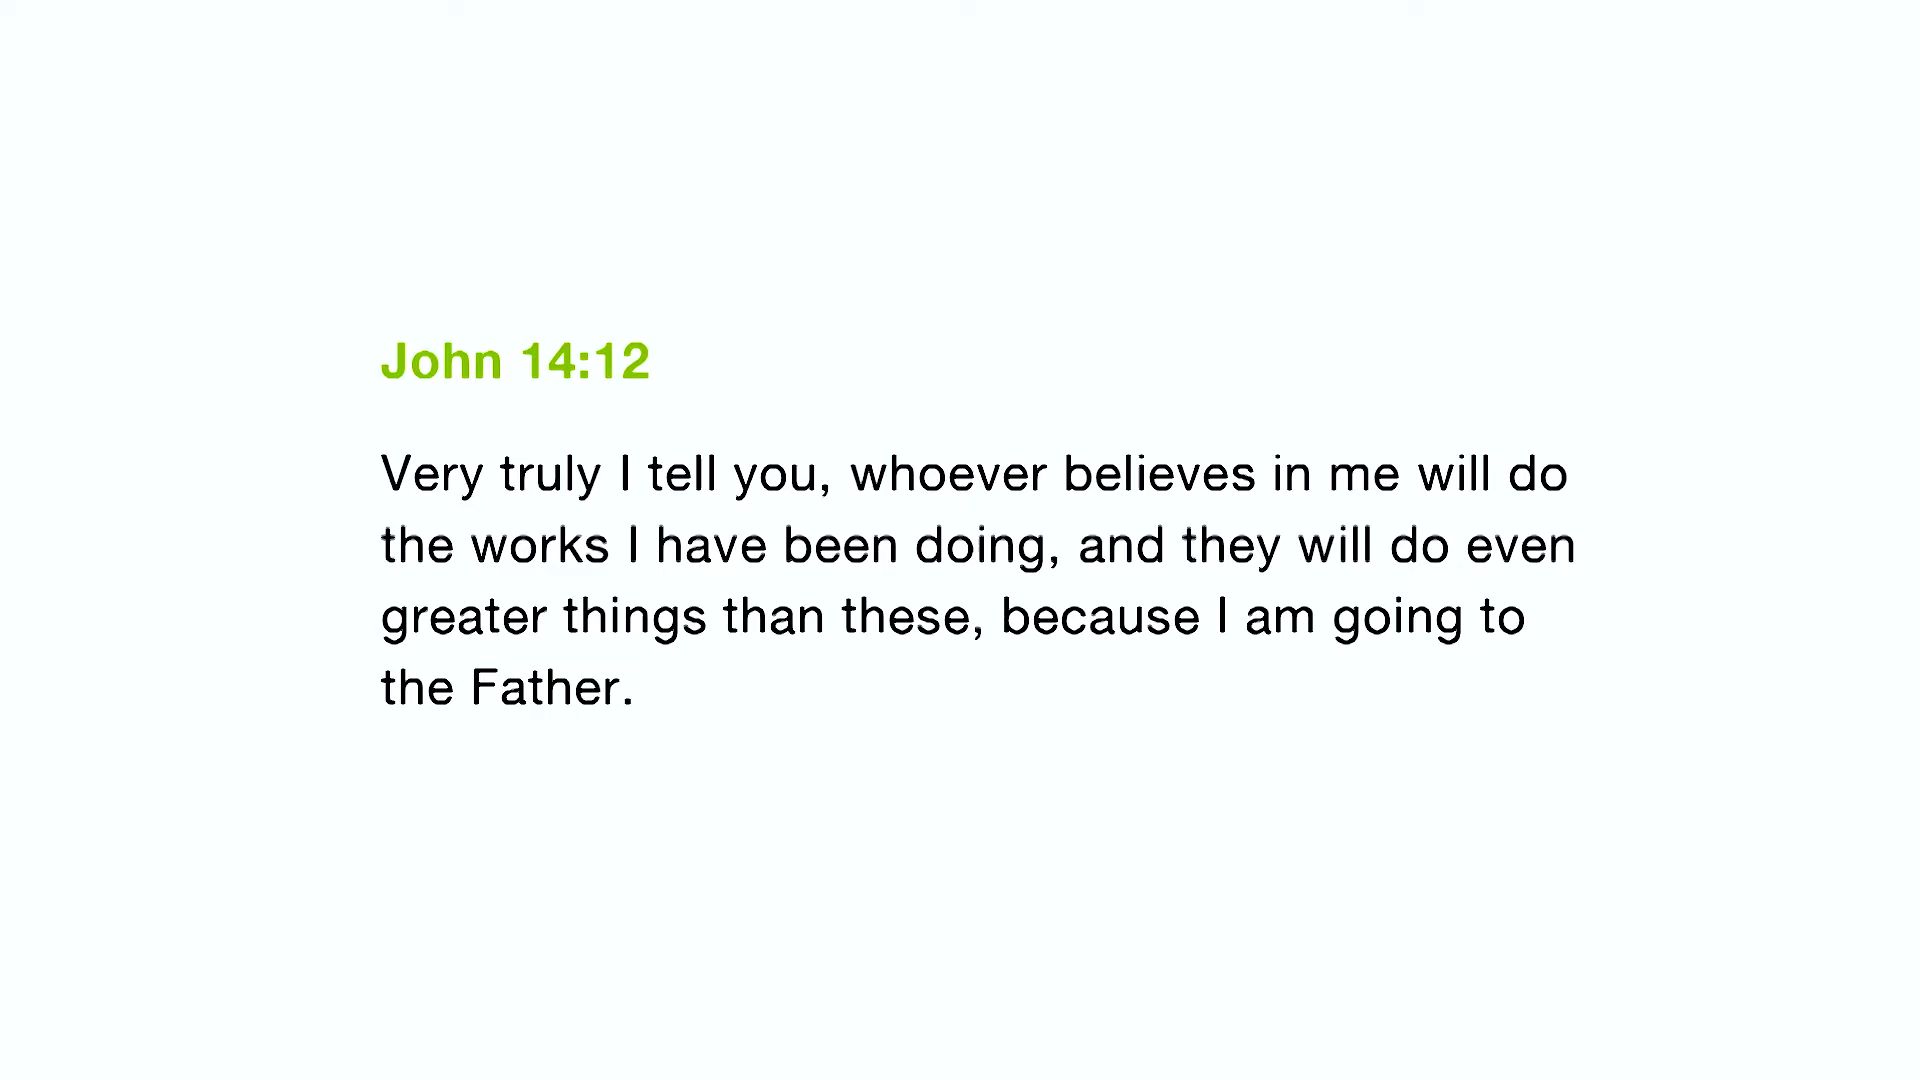 John 14:12
Very truly I tell you, whoever believes in me will do
the works I have been doing, and they will do even
greater things than these, because I am going to
the Father.